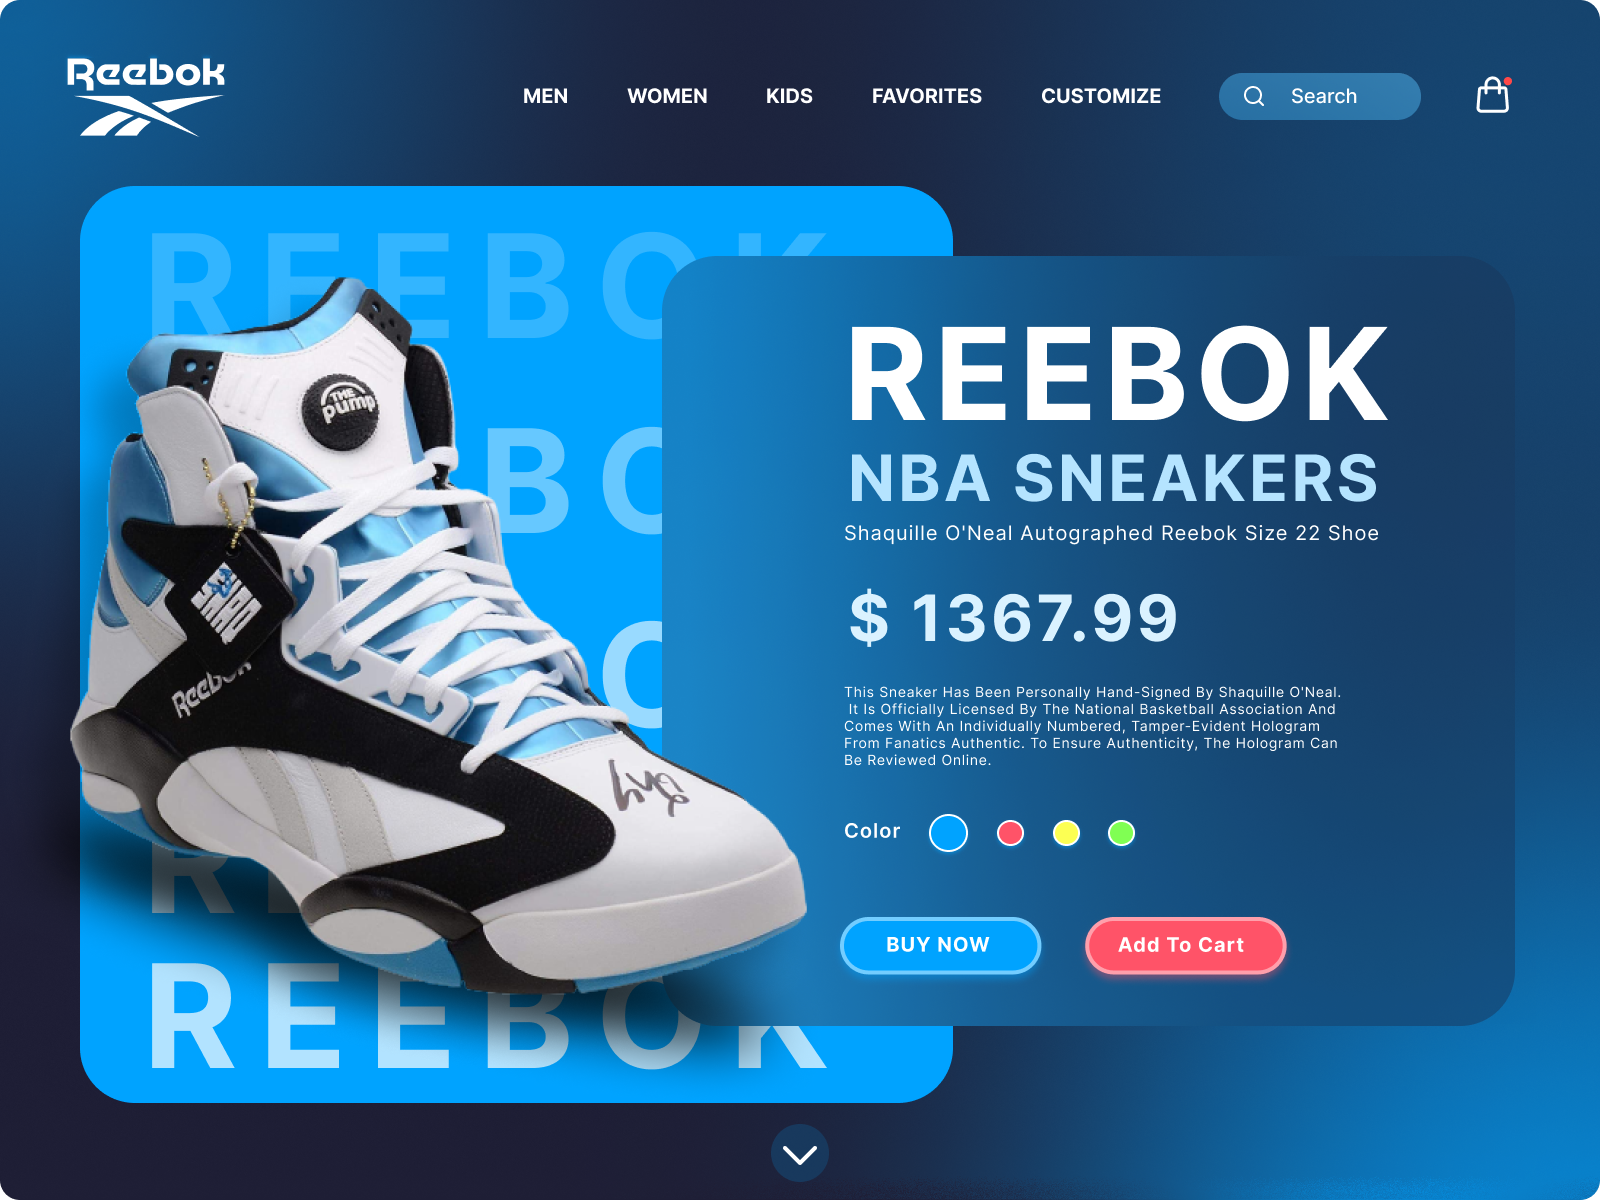 Reebok
MEN WOMEN KIDS FAVORITES CUSTOMIZE Search
REEBOK
THE
pump
Reebok
REEBOK
REEBOK
NBA SNEAKERS
Shaquille O'Neal Autographed Reebok Size 22 Shoe
$ 1367.99
This Sneaker Has Been Personally Hand-Signed By Shaquille O'Neal.
It Is Officially Licensed By The National Basketball Association And
Comes With An Individually Numbered, Tamper-Evident Hologram
From Fanatics Authentic. To Ensure Authenticity, The Hologram Can
Be Reviewed Online.
Color
BUY NOW Add To Cart